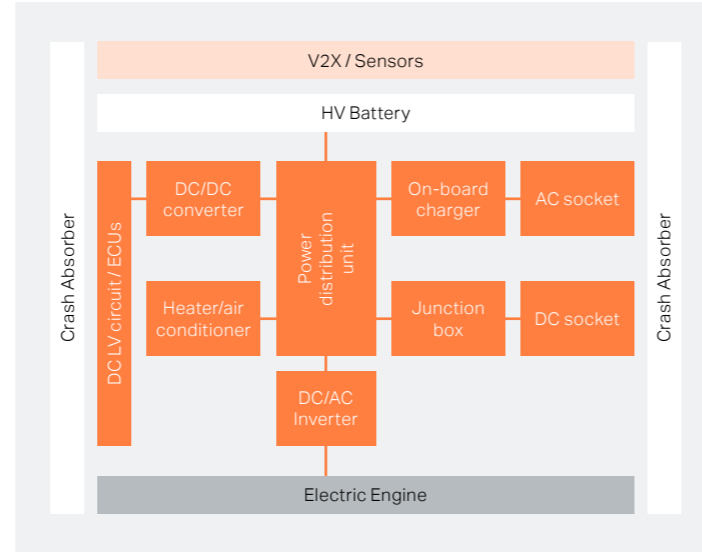 V2X / Sensors
HV Battery
Crash Absorber
DC LV circuit / ECUs
DC/DC
converter
Power
distribution
unit
On-board
charger
AC socket
Heater/air
conditioner
Junction
box
DC socket
Crash Absorber
DC/AC
Inverter
Electric Engine